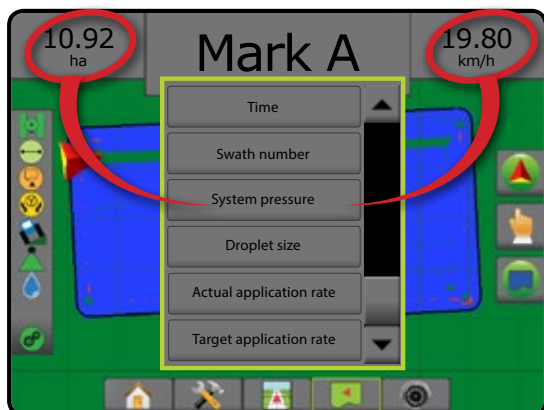 10.92
ha
Mark A
19.80
km/h
Time
Swath number
System pressure
Droplet size
Actual application rate
Target application rate